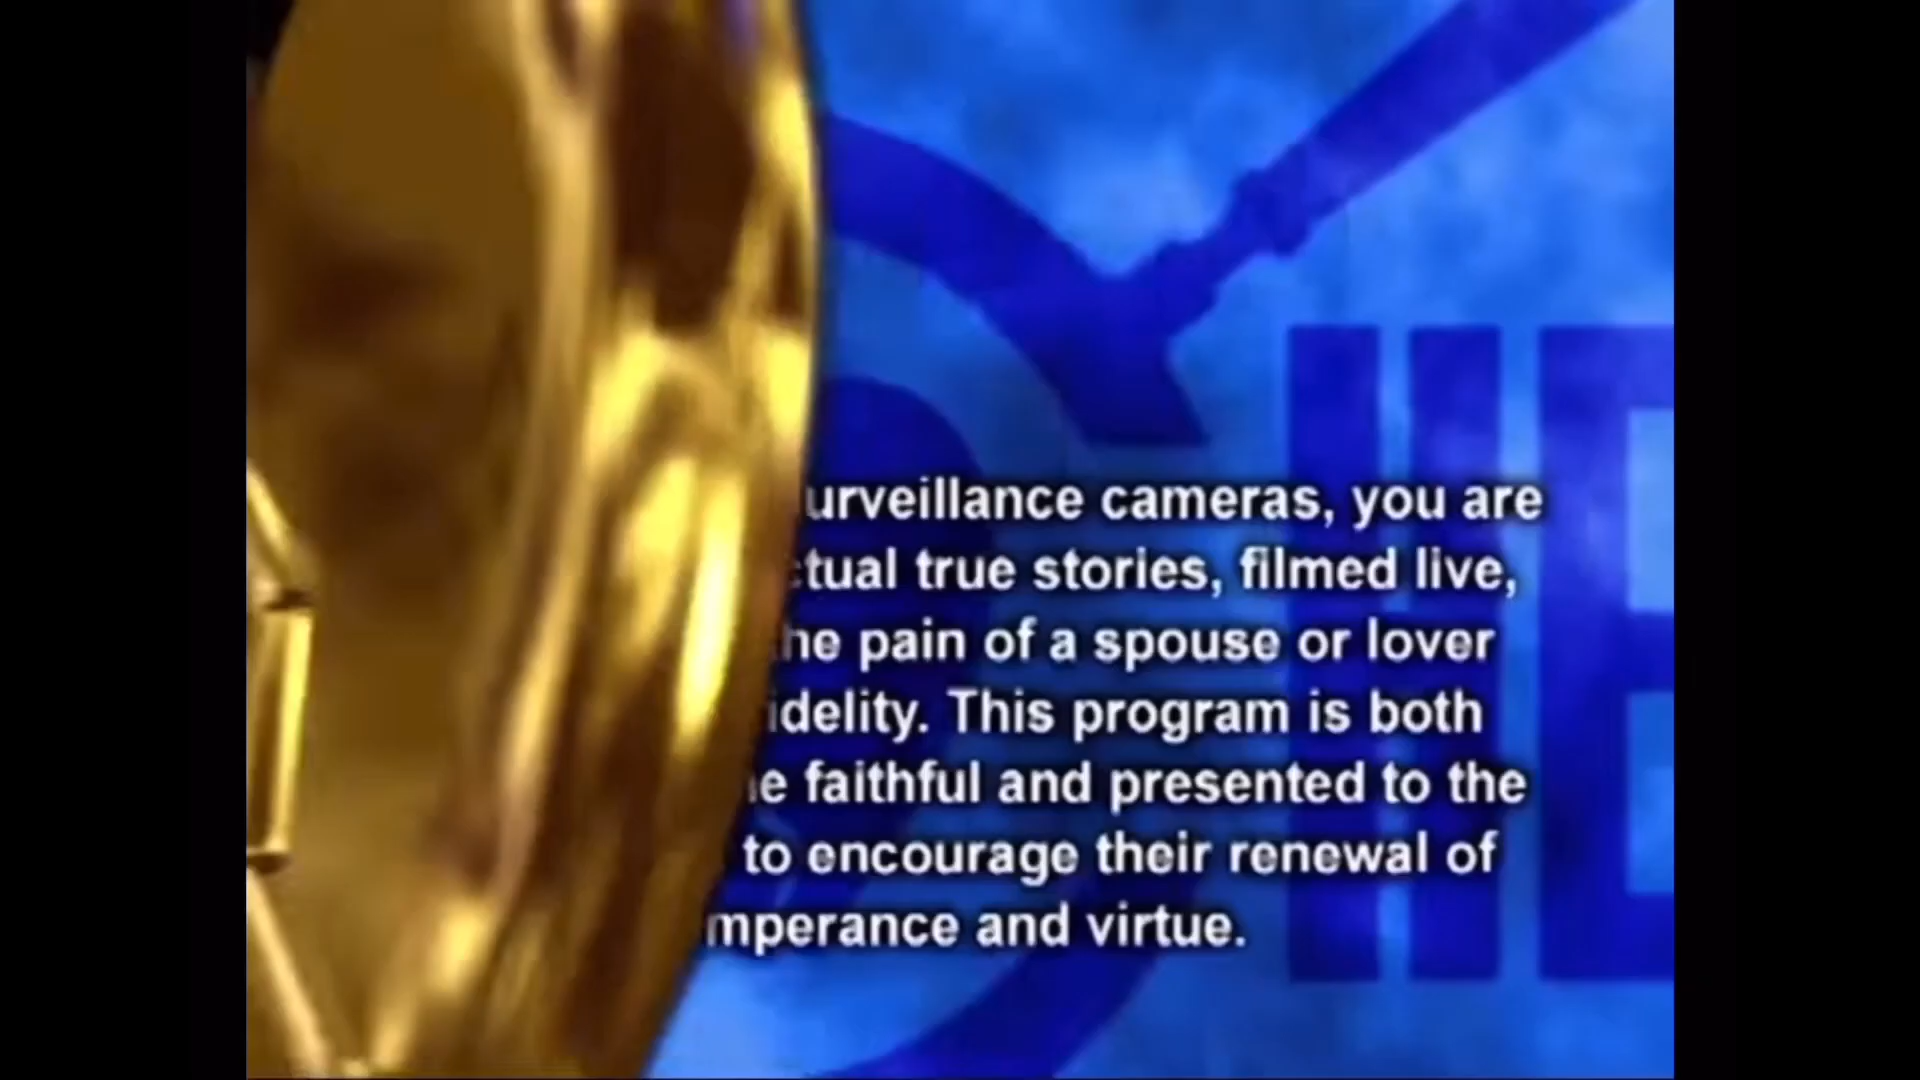 urveillance cameras, you are
tual true stories, filmed live,
he pain of a spouse or lover
idelity. This program is both
e faithful and presented to the
to encourage their renewal of
mperance and virtue.
HE